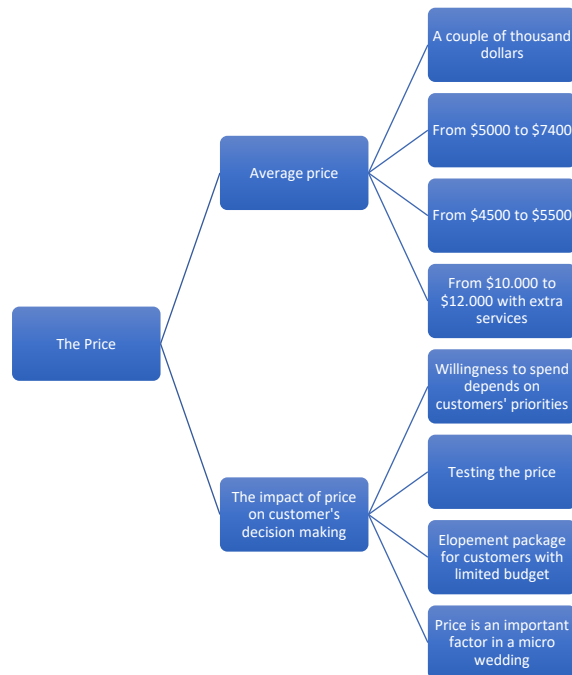 A couple of thousand
dollars
From $5000 to $7400
Average price
From $4500 to $5500
From $10.000 to
$12.000 with extra
services
The Price
Willingness to spend
depends on
customers' priorities
Testing the price
The impact of price
on customer's
decision making
Elopement package
for customers with
limited budget
Price is an important
factor in a micro
wedding